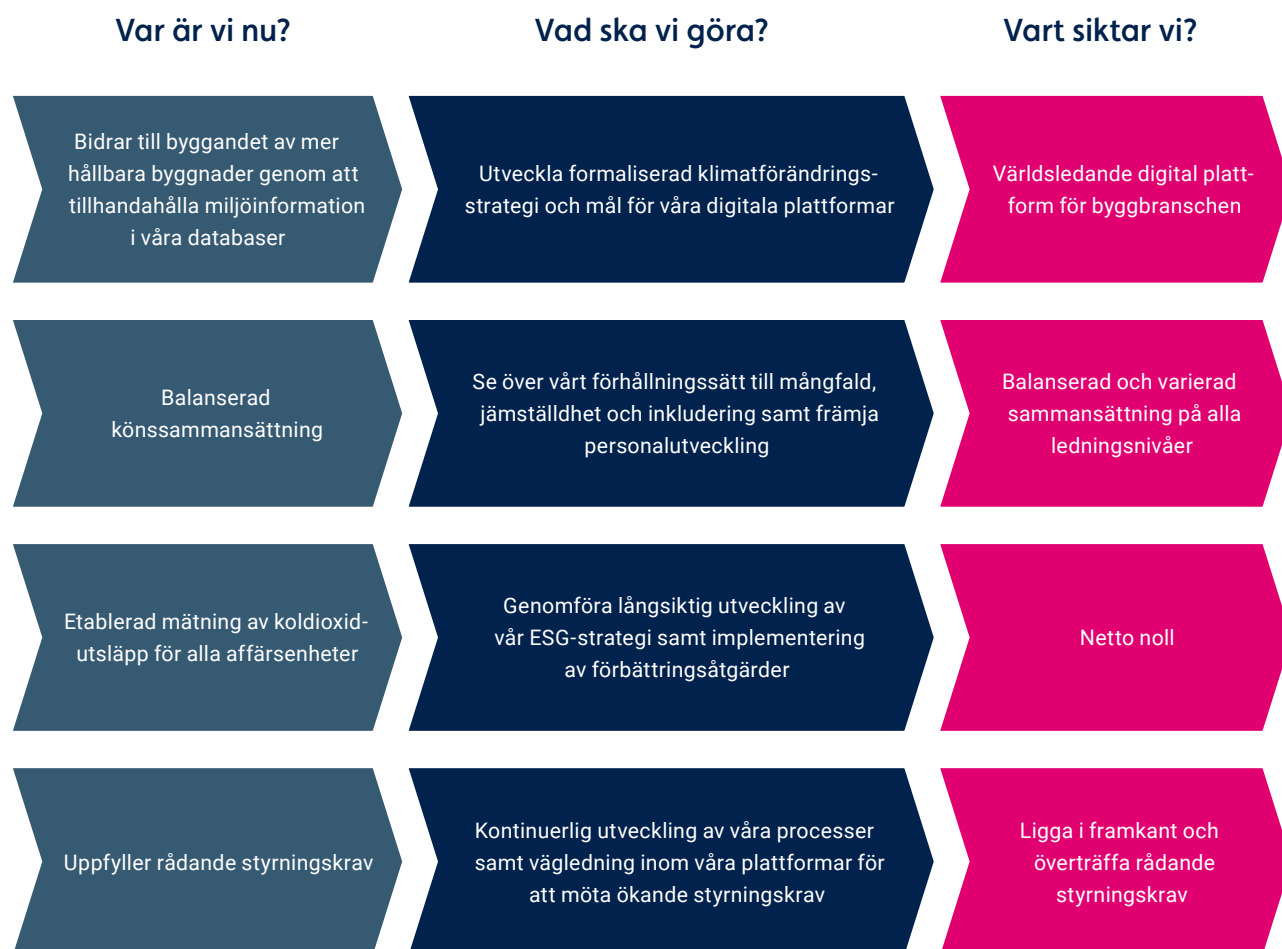 Var är vi nu?
Vad ska vi göra?
Vart siktar vi?
Bidrar till byggandet av mer
hållbara byggnader genom att
tillhandahålla miljöinformation
i våra databaser
Utveckla formaliserad klimatförändrings-
strategi och mål för våra digitala plattformar
Världsledande digital platt-
form för byggbranschen
Balanserad
könssammansättning
Se över vårt förhållningssätt till mångfald,
jämställdhet och inkludering samt främja
personalutveckling
Balanserad och varierad
sammansättning på alla
ledningsnivåer
Etablerad mätning av koldioxid-
utsläpp för alla affärsenheter
Genomföra långsiktig utveckling av
vår ESG-strategi samt implementering
av förbättringsåtgärder
Netto noll
Uppfyller rådande styrningskrav
Kontinuerlig utveckling av våra processer
samt vägledning inom våra plattformar för
att möta ökande styrningskrav
Ligga i framkant och
överträffa rådande
styrningskrav